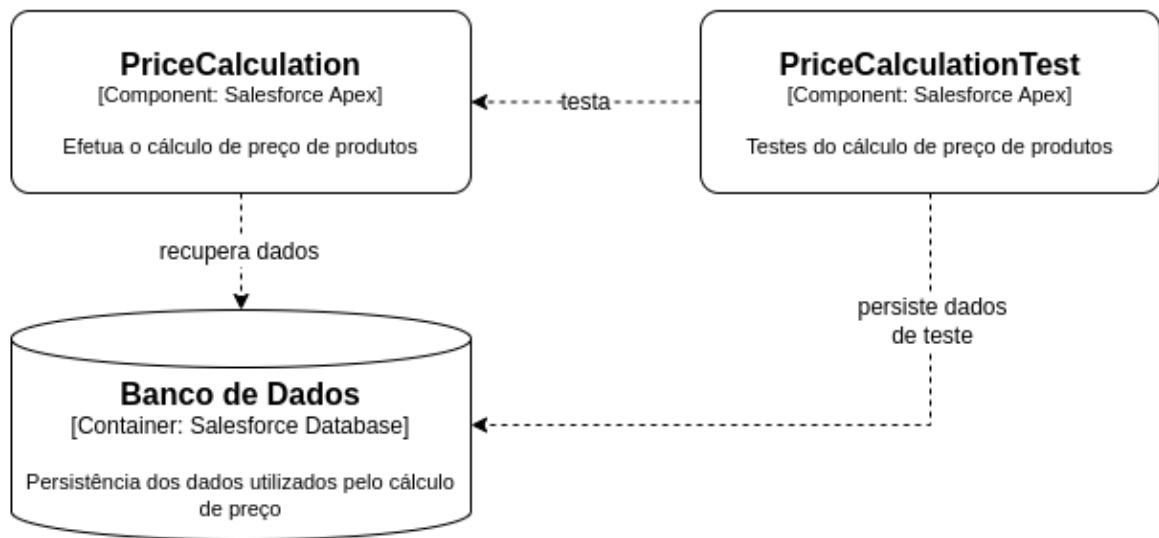 PriceCalculation
[Component: Salesforce Apex]
Efetua o cálculo de preço de produtos
testa
PriceCalculationTest
[Component: Salesforce Apex]
Testes do cálculo de preço de produtos
recupera dados
persiste dados
de teste
Banco de Dados
[Container: Salesforce Database]
Persistência dos dados utilizados pelo cálculo
de preço